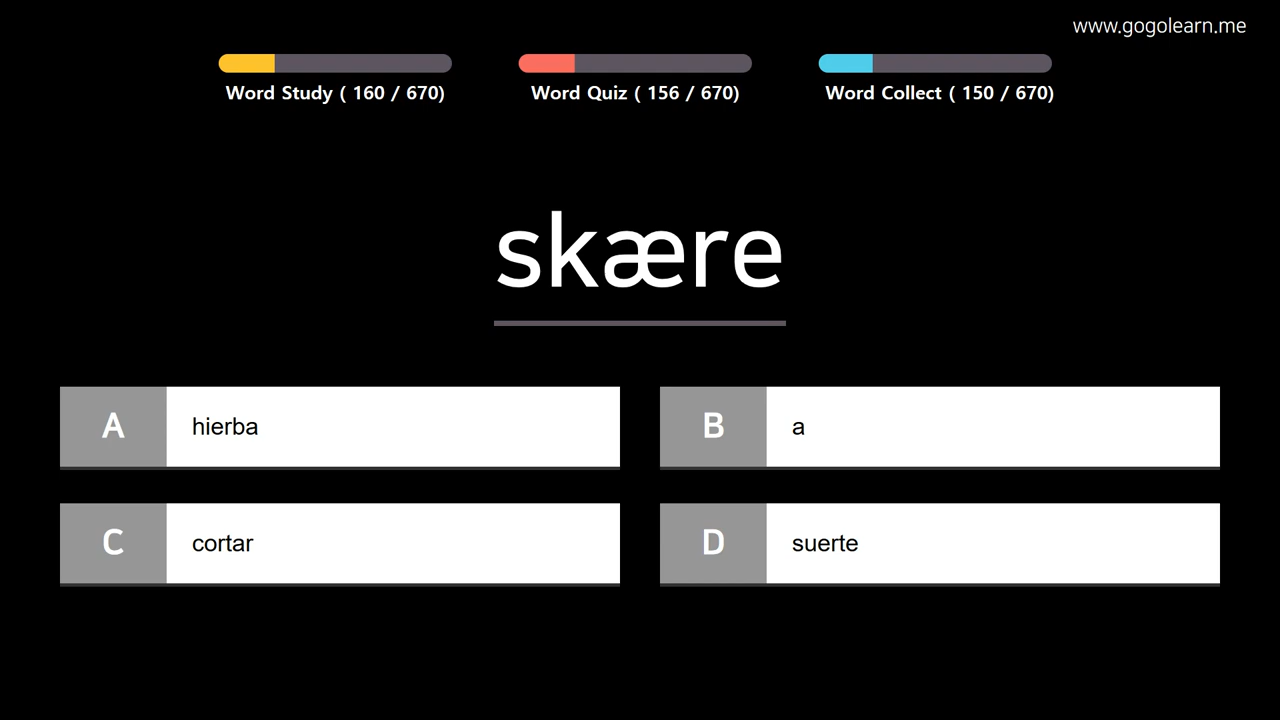 www.gogolearn.me
Word Study ( 160 / 670)
Word Quiz ( 156 / 670)
Word Collect ( 150 / 670)
skære
A hierba
B a
C cortar
D suerte